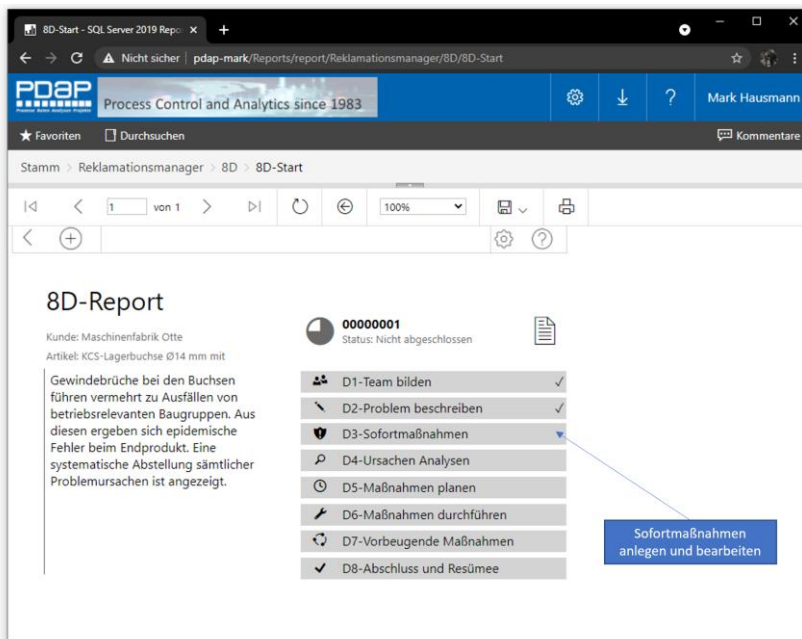 8D-Start - SQL Server 2019 Repo
Nicht sicher | pdap-mark/Reports/report/Reklamationsmanager/8D/8D-Start
PDAP
Process Control and Analytics since 1983
Mark Hausmann
Favoriten Durchsuchen Kommentare
Stamm > Reklamationsmanager > 8D > 8D-Start
1 von 1 100%
8D-Report
Kunde: Maschinenfabrik Otte
Artikel: KCS-Lagerbuchse Ø14 mm mit
Gewindebrüche bei den Buchsen
führen vermehrt zu Ausfällen von
betriebsrelevanten Baugruppen. Aus
diesen ergeben sich epidemische
Fehler beim Endprodukt. Eine
systematische Abstellung sämtlicher
Problemursachen ist angezeigt.
00000001
Status: Nicht abgeschlossen
D1-Team bilden ✓
D2-Problem beschreiben ✓
D3-Sofortmaßnahmen
D4-Ursachen Analysen
D5-Maßnahmen planen
D6-Maßnahmen durchführen
D7-Vorbeugende Maßnahmen
D8-Abschluss und Resümee
Sofortmaßnahmen
anlegen und bearbeiten